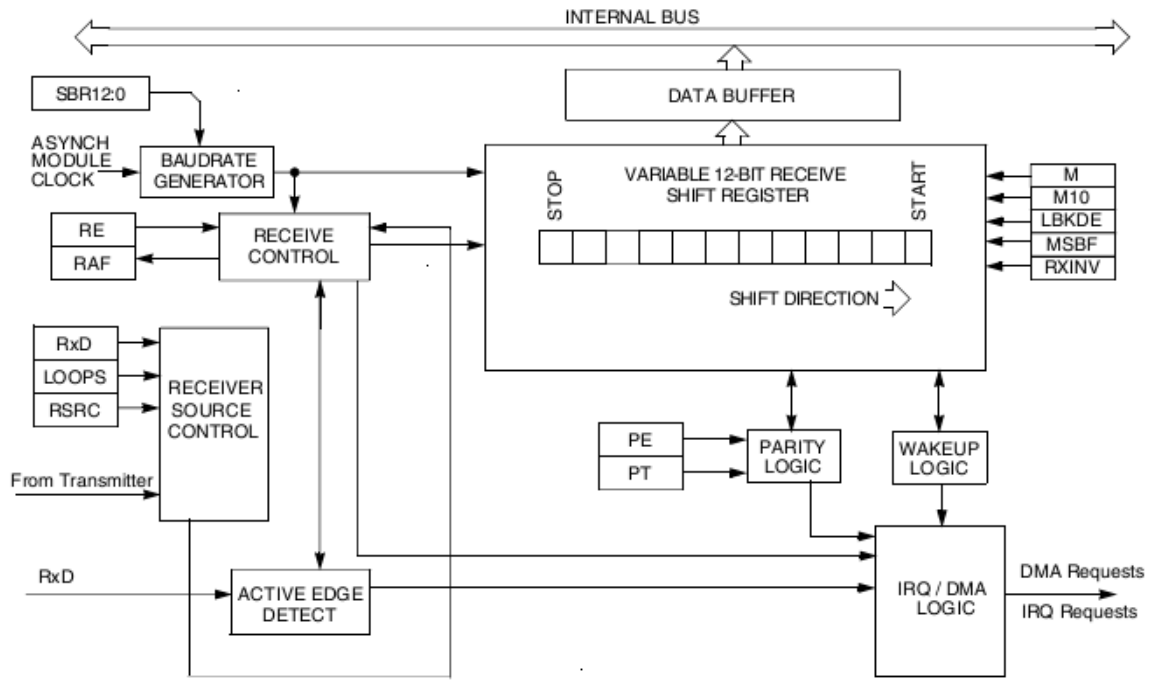 INTERNAL BUS
SBR12:0
DATA BUFFER
ASYNCH
MODULE
CLOCK
BAUDRATE
GENERATOR
STOP
VARIABLE 12-BIT RECEIVE
SHIFT REGISTER
START
M
M10
LBKDE
MSBF
RXINV
RE
RAF
RECEIVE
CONTROL
SHIFT DIRECTION
RxD
LOOPS
RSRC
RECEIVER
SOURCE
CONTROL
From Transmitter
PE
PT
PARITY
LOGIC
WAKEUP
LOGIC
RxD
ACTIVE EDGE
DETECT
IRQ / DMA
LOGIC
DMA Requests
IRQ Requests